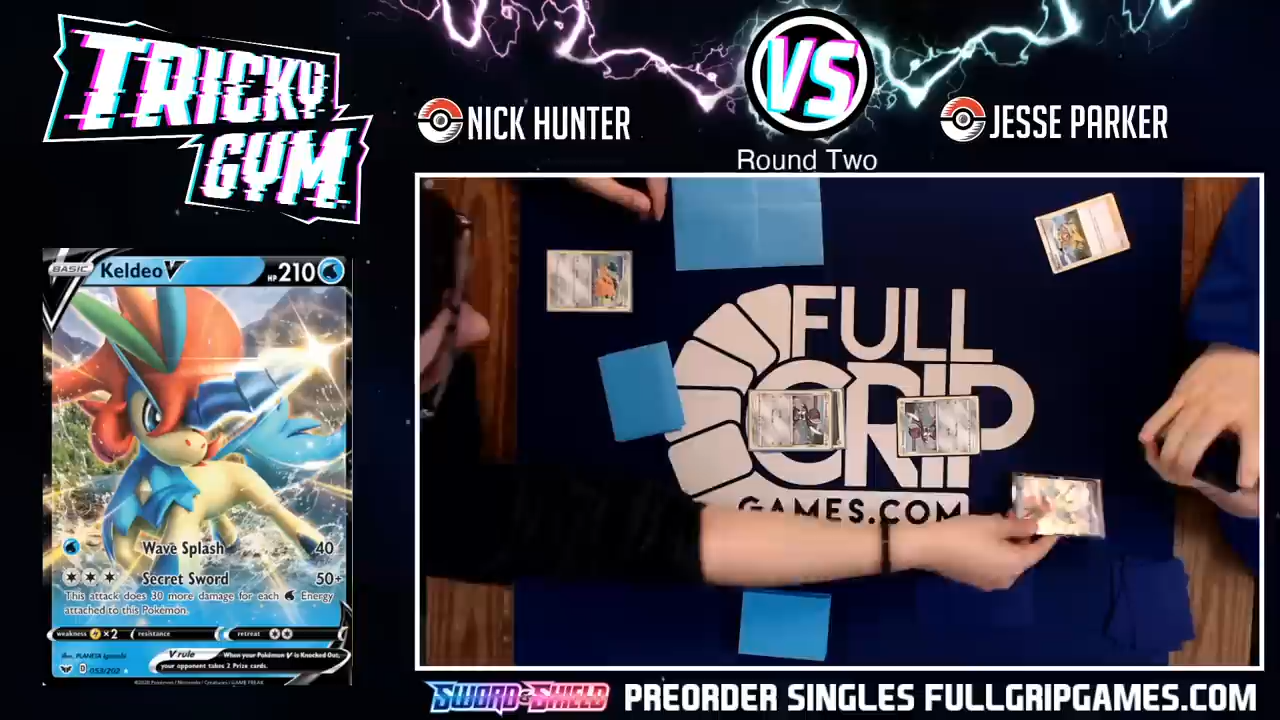 TRICKY
GYM
VS
NICK HUNTER
JESSE PARKER
Round Two
BASIC Keldeo V HP 210
Wave Splash 40
Secret Sword 50+
This attack does 30 more damage for each Energy
attached to this Pokémon.
weakness ×2 resistance retreat
V rule When your Pokémon V is Knocked Out,
your opponent takes 2 Prize cards.
D 053/202
FULL
GRIP
GAMES.COM
SWORD & SHIELD PREORDER SINGLES FULLGRIPGAMES.COM